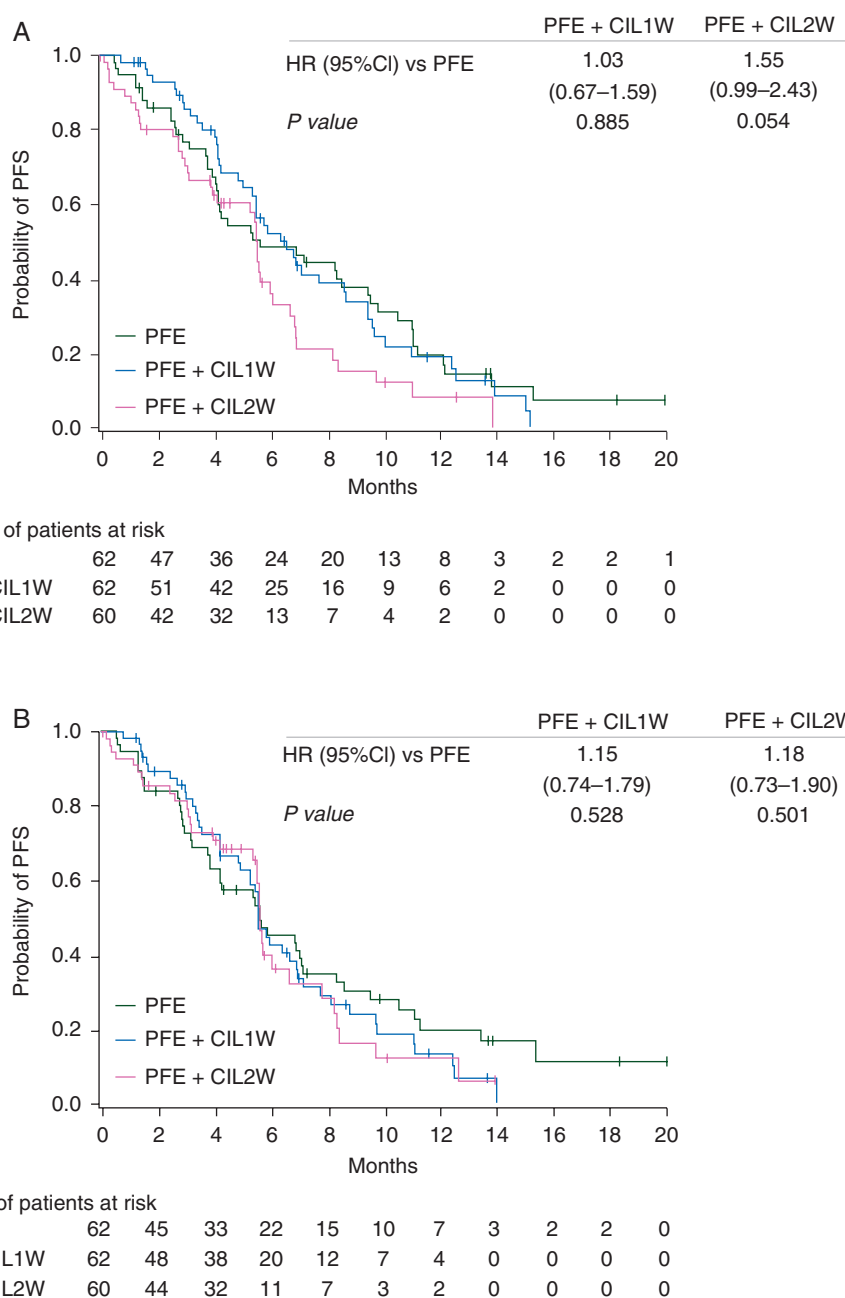 A
PFE + CIL1W PFE + CIL2W
HR (95%CI) vs PFE 1.03 1.55
(0.67–1.59) (0.99–2.43)
P value 0.885 0.054
1.0
0.8
0.6
0.4
0.2
0.0
Probability of PFS
PFE
PFE + CIL1W
PFE + CIL2W
0 2 4 6 8 10 12 14 16 18 20
Months
of patients at risk
62 47 36 24 20 13 8 3 2 2 1
CIL1W 62 51 42 25 16 9 6 2 0 0 0
CIL2W 60 42 32 13 7 4 2 0 0 0 0
B
PFE + CIL1W PFE + CIL2W
HR (95%CI) vs PFE 1.15 1.18
(0.74–1.79) (0.73–1.90)
P value 0.528 0.501
1.0
0.8
0.6
0.4
0.2
0.0
Probability of PFS
PFE
PFE + CIL1W
PFE + CIL2W
0 2 4 6 8 10 12 14 16 18 20
Months
of patients at risk
62 45 33 22 15 10 7 3 2 2 0
L1W 62 48 38 20 12 7 4 0 0 0 0
L2W 60 44 32 11 7 3 2 0 0 0 0